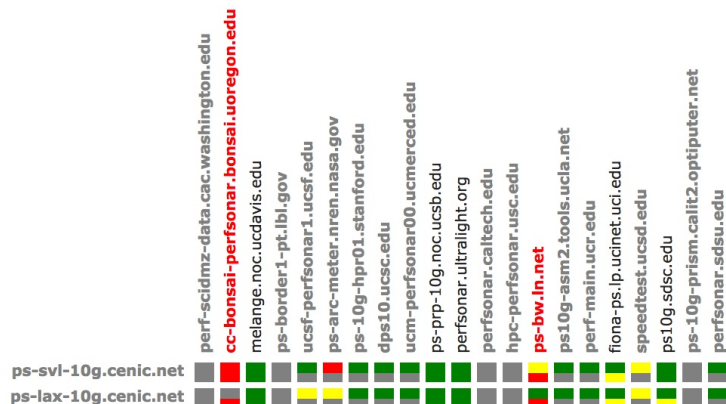 perf-scidmz-data.cac.washington.edu
cc-bonsai-perfsonar.bonsai.uoregon.edu
melange.noc.ucdavis.edu
ps-border1-pt.lbl.gov
ucsf-perfsonar1.ucsf.edu
ps-arc-meter.nren.nasa.gov
ps-10g-hpr01.stanford.edu
dps10.ucsc.edu
ucm-perfsonar00.ucmerced.edu
ps-prp-10g.noc.ucsb.edu
perfsonar.ultralight.org
perfsonar.caltech.edu
hpc-perfsonar.usc.edu
ps-bw.ln.net
ps10g-asm2.tools.ucla.net
perf-main.ucr.edu
fiona-ps.lp.ucinet.uci.edu
speedtest.ucsd.edu
ps10g.sdsc.edu
ps-10g-prism.calit2.optiputer.net
perfsonar.sdsu.edu
ps-svl-10g.cenic.net
ps-lax-10g.cenic.net